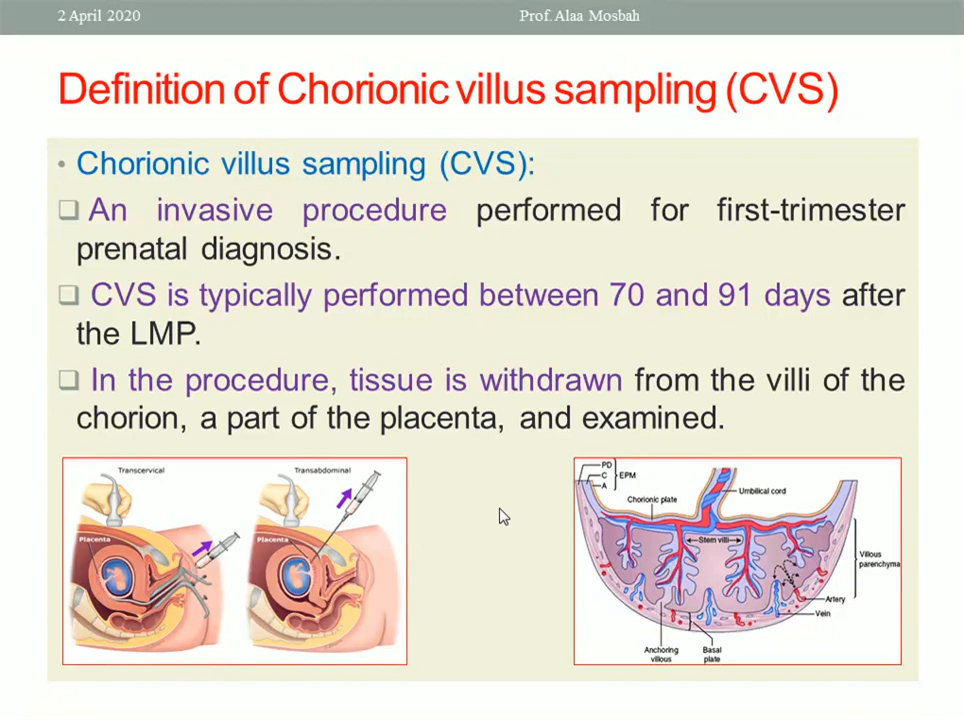 2 April 2020
Prof. Alaa Mosbah
Definition of Chorionic villus sampling (CVS)
• Chorionic villus sampling (CVS):
❑ An invasive procedure performed for first-trimester
prenatal diagnosis.
❑ CVS is typically performed between 70 and 91 days after
the LMP.
❑ In the procedure, tissue is withdrawn from the villi of the
chorion, a part of the placenta, and examined.
Transcervical
Placenta
Transabdominal
Placenta
PD
C
A
EPM
Chorionic plate
Umbilical cord
Stem villi
Villous
parenchyma
Artery
Vein
Anchoring
villous
Basal
plate